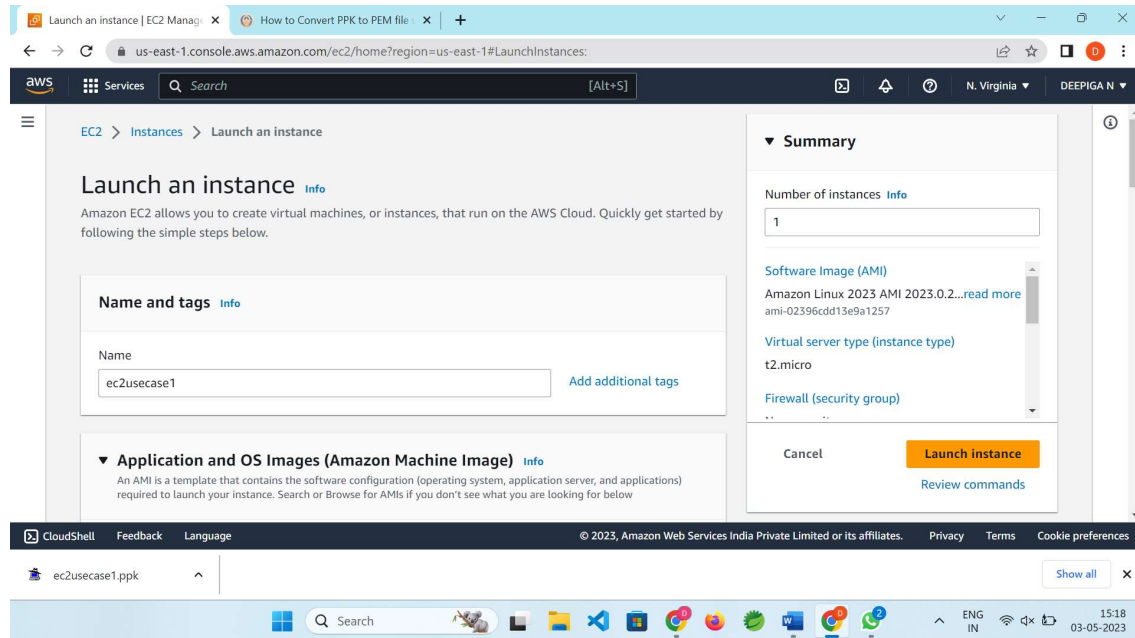 Launch an instance | EC2 Manag
How to Convert PPK to PEM file
us-east-1.console.aws.amazon.com/ec2/home?region=us-east-1#LaunchInstances:
D
aws
Services
Search
[Alt+S]
N. Virginia
DEEPIGA N
EC2 > Instances > Launch an instance
Launch an instance Info
Amazon EC2 allows you to create virtual machines, or instances, that run on the AWS Cloud. Quickly get started by
following the simple steps below.
Name and tags Info
Name
ec2usecase1
Add additional tags
Application and OS Images (Amazon Machine Image) Info
An AMI is a template that contains the software configuration (operating system, application server, and applications)
required to launch your instance. Search or Browse for AMIs if you don't see what you are looking for below
Summary
Number of instances Info
1
Software Image (AMI)
Amazon Linux 2023 AMI 2023.0.2...read more
ami-02396cdd13e9a1257
Virtual server type (instance type)
t2.micro
Firewall (security group)
Cancel
Launch instance
Review commands
CloudShell
Feedback
Language
© 2023, Amazon Web Services India Private Limited or its affiliates.
Privacy
Terms
Cookie preferences
ec2usecase1.ppk
Show all
Search
2
ENG
IN
15:18
03-05-2023